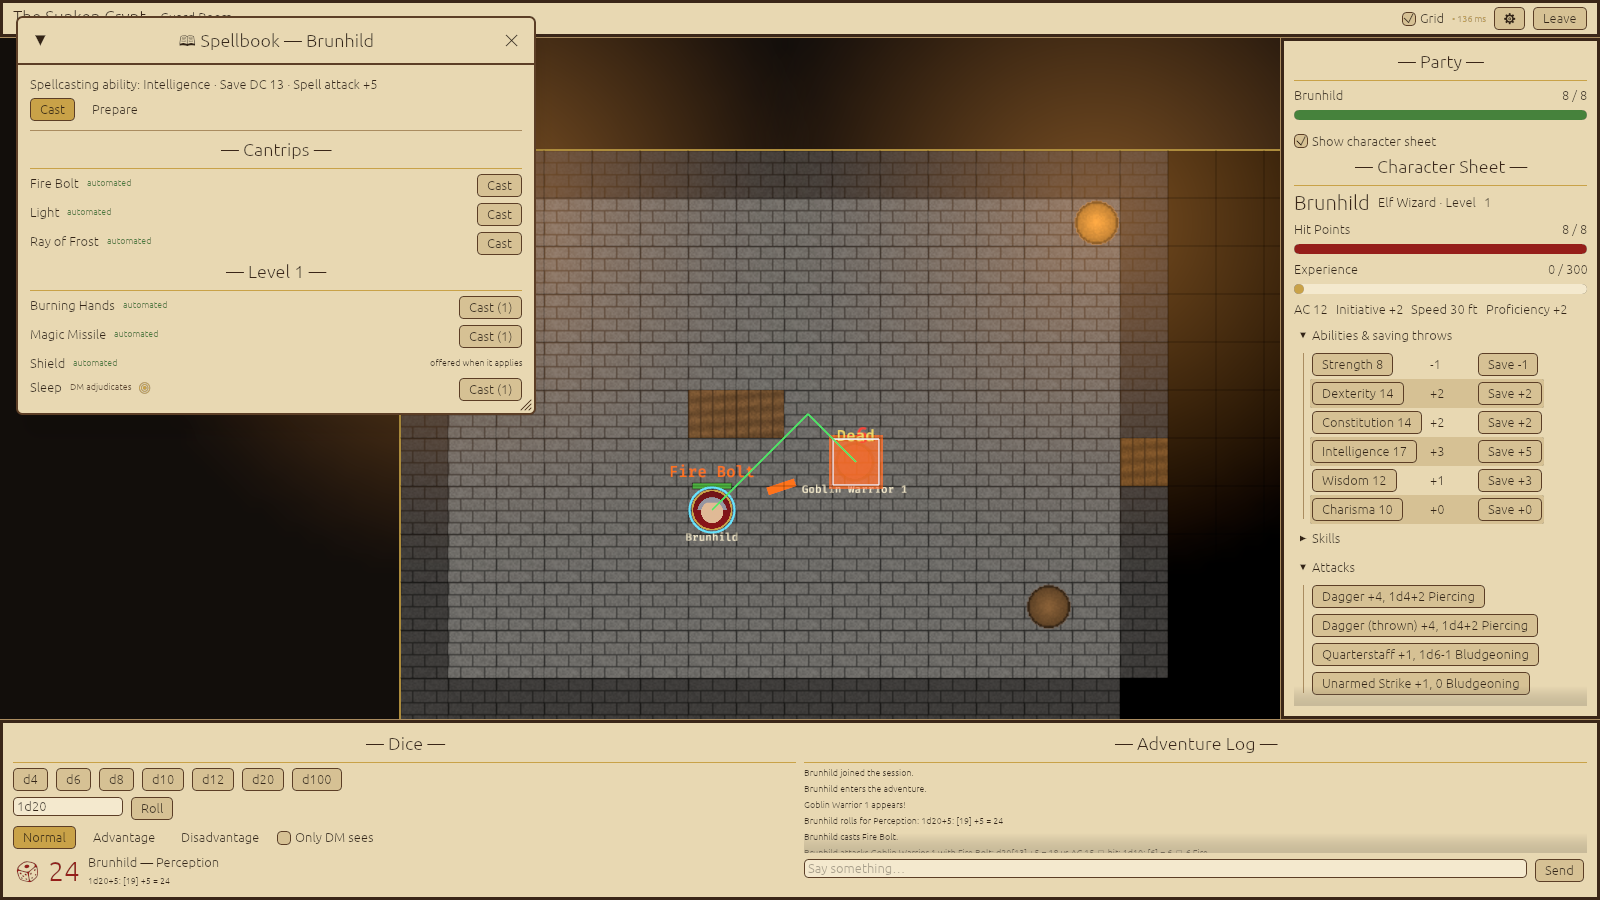 Grid
136 ms
Leave
Spellbook — Brunhild
Spellcasting ability: Intelligence · Save DC 13 · Spell attack +5
Cast
Prepare
— Cantrips —
Fire Bolt automated Cast
Light automated Cast
Ray of Frost automated Cast
— Level 1 —
Burning Hands automated Cast (1)
Magic Missile automated Cast (1)
Shield automated offered when it applies
Sleep DM adjudicates Cast (1)
Dead
Fire Bolt
Goblin Warrior 1
Brunhild
— Party —
Brunhild 8 / 8
Show character sheet
— Character Sheet —
Brunhild Elf Wizard · Level 1
Hit Points 8 / 8
Experience 0 / 300
AC 12 Initiative +2 Speed 30 ft Proficiency +2
Abilities & saving throws
Strength 8 -1 Save -1
Dexterity 14 +2 Save +2
Constitution 14 +2 Save +2
Intelligence 17 +3 Save +5
Wisdom 12 +1 Save +3
Charisma 10 +0 Save +0
Skills
Attacks
Dagger +4, 1d4+2 Piercing
Dagger (thrown) +4, 1d4+2 Piercing
Quarterstaff +1, 1d6-1 Bludgeoning
Unarmed Strike +1, 0 Bludgeoning
— Dice —
d4 d6 d8 d10 d12 d20 d100
1d20 Roll
Normal Advantage Disadvantage Only DM sees
24 Brunhild — Perception
1d20+5: [19] +5 = 24
— Adventure Log —
Brunhild joined the session.
Brunhild enters the adventure.
Goblin Warrior 1 appears!
Brunhild rolls for Perception: 1d20+5: [19] +5 = 24
Brunhild casts Fire Bolt.
Say something...
Send